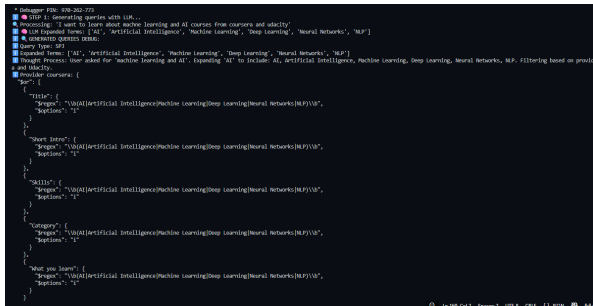 * Debugger PIN: 970-262-773
STEP 1: Generating queries with LLM...
Processing: 'I want to learn about machne learning and AI courses from coursera and udacity'
LLM Expanded Terms: ['AI', 'Artificial Intelligence', 'Machine Learning', 'Deep Learning', 'Neural Networks', 'NLP']
GENERATED QUERIES DEBUG:
Query Type: SPJ
Expanded Terms: ['AI', 'Artificial Intelligence', 'Machine Learning', 'Deep Learning', 'Neural Networks', 'NLP']
Thought Process: User asked for 'machine learning and AI'. Expanding 'AI' to include: AI, Artificial Intelligence, Machine Learning, Deep Learning, Neural Networks, NLP. Filtering based on provid
a and Udacity.
Provider coursera: {
"$or": [
{
"Title": {
"$regex": "\\b(AI|Artificial Intelligence|Machine Learning|Deep Learning|Neural Networks|NLP)\\b",
"$options": "i"
}
},
{
"Short Intro": {
"$regex": "\\b(AI|Artificial Intelligence|Machine Learning|Deep Learning|Neural Networks|NLP)\\b",
"$options": "i"
}
},
{
"Skills": {
"$regex": "\\b(AI|Artificial Intelligence|Machine Learning|Deep Learning|Neural Networks|NLP)\\b",
"$options": "i"
}
},
{
"Category": {
"$regex": "\\b(AI|Artificial Intelligence|Machine Learning|Deep Learning|Neural Networks|NLP)\\b",
"$options": "i"
}
},
{
"What you learn": {
"$regex": "\\b(AI|Artificial Intelligence|Machine Learning|Deep Learning|Neural Networks|NLP)\\b",
"$options": "i"
}
}